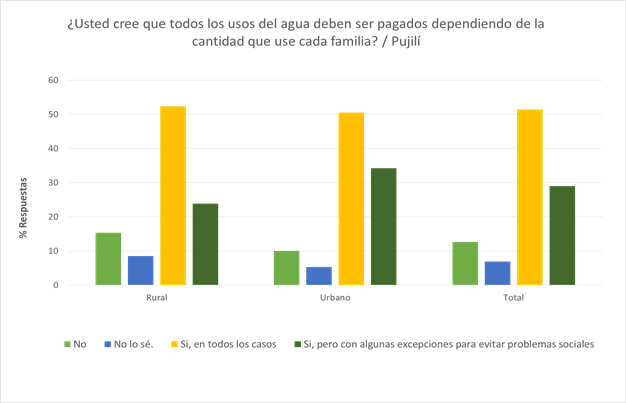 ¿Usted cree que todos los usos del agua deben ser pagados dependiendo de la
cantidad que use cada familia? / Pujilí
60
50
40
30
20
10
0
% Respuestas
Rural
Urbano
Total
No
No lo sé.
Si, en todos los casos
Si, pero con algunas excepciones para evitar problemas sociales